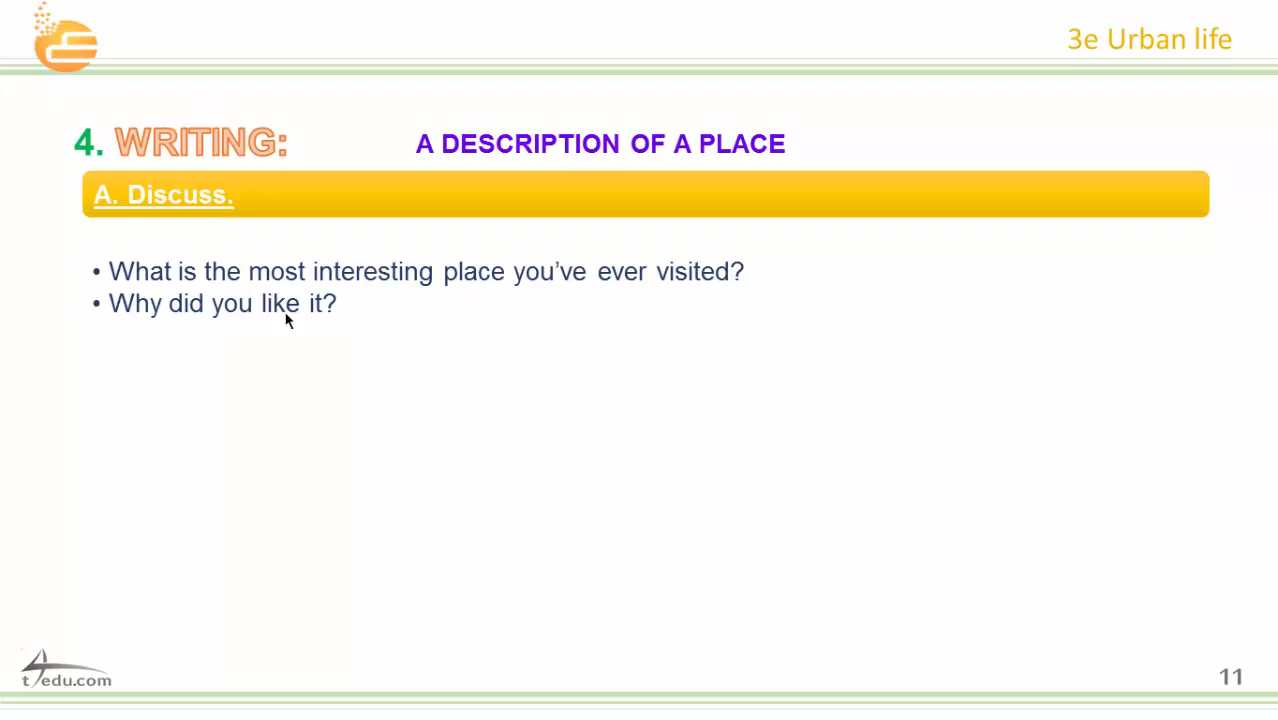 3e Urban life
4. WRITING: A DESCRIPTION OF A PLACE
A. Discuss.
• What is the most interesting place you’ve ever visited?
• Why did you like it?
t4edu.com
11